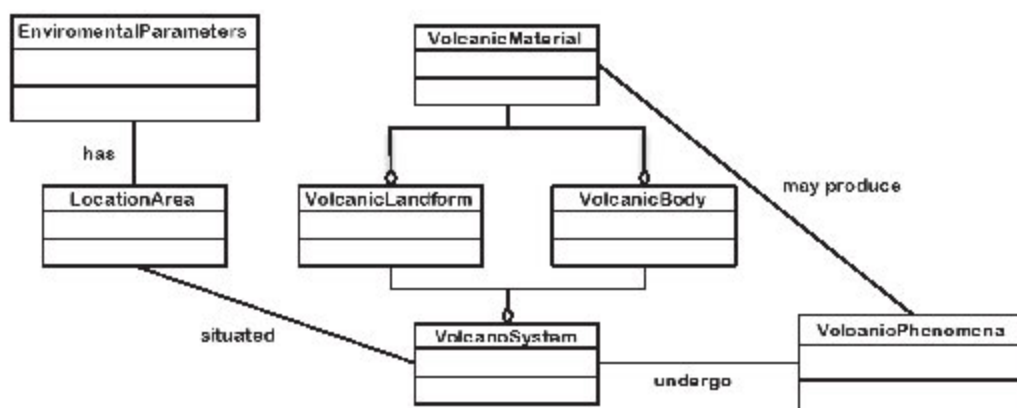 EnviromentalParameters
VolcanicMaterial
has
LocationArea
VolcanicLandform
VolcanicBody
may produce
situated
VolcanoSystem
VolcanicPhenomena
undergo